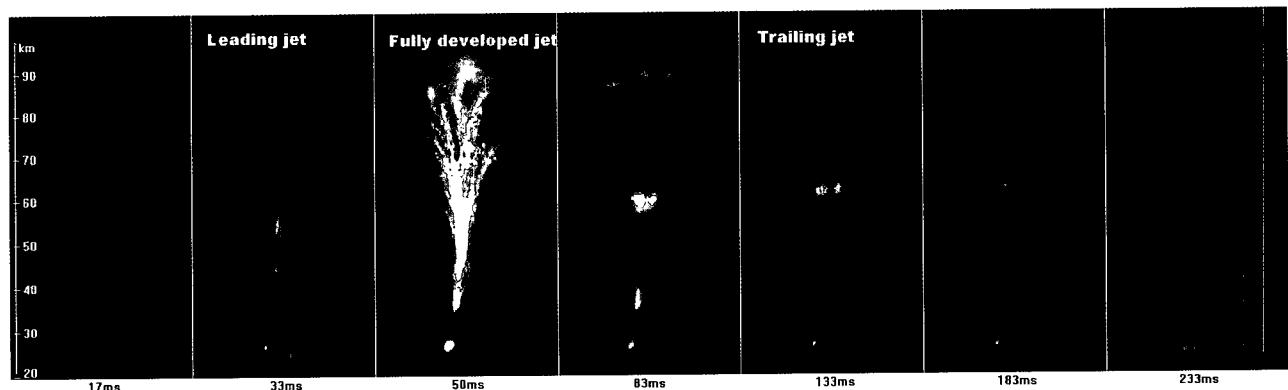 Leading jet
Fully developed jet
Trailing jet
km
90
80
70
60
50
40
30
20
17ms
33ms
50ms
83ms
133ms
183ms
233ms